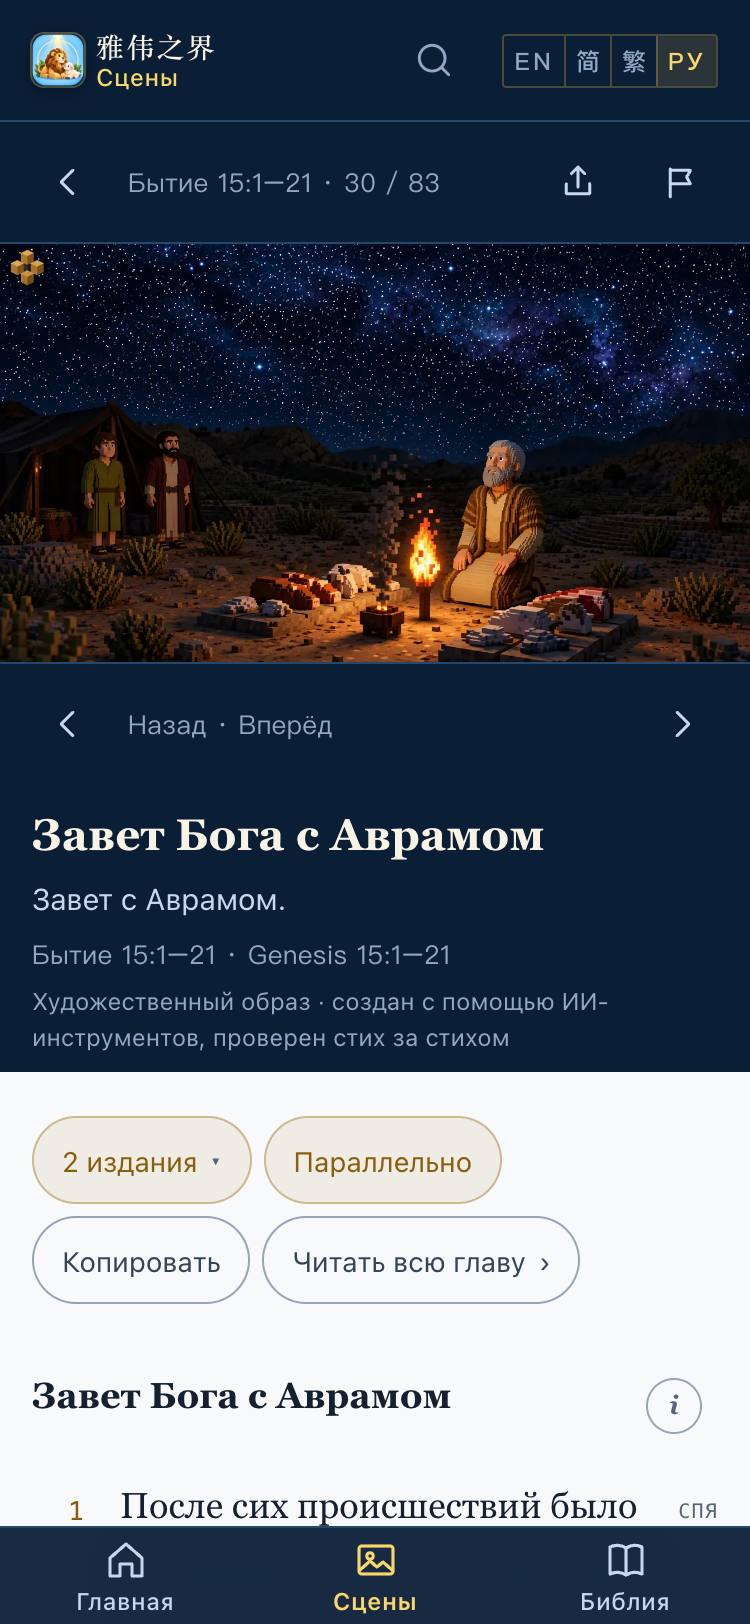 雅伟之界
Сцены
EN 简 繁 РУ
Бытие 15:1—21 · 30 / 83
Назад · Вперёд
Завет Бога с Аврамом
Завет с Аврамом.
Бытие 15:1—21 · Genesis 15:1—21
Художественный образ · создан с помощью ИИ-
инструментов, проверен стих за стихом
2 издания ▾ Параллельно
Копировать Читать всю главу ›
Завет Бога с Аврамом i
1 После сих происшествий было спя
Главная Сцены Библия